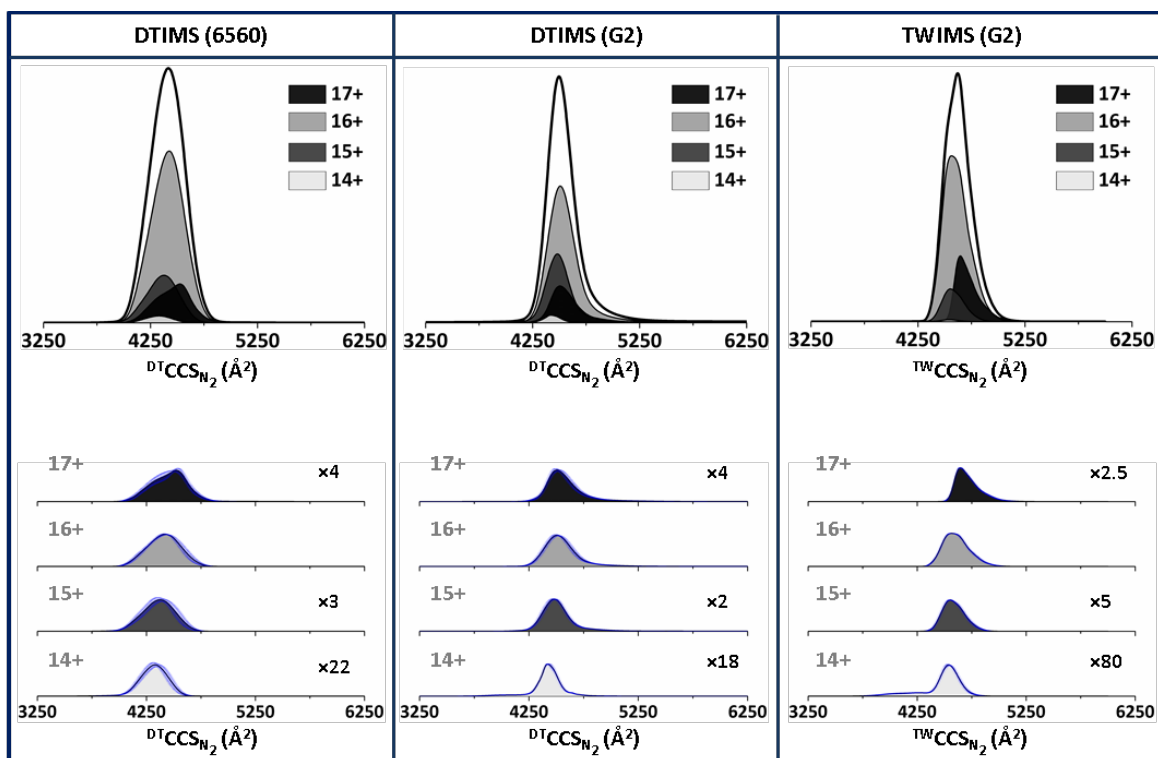 DTIMS (6560)
17+
16+
15+
14+
3250 4250 5250 6250
DTCCSN2 (Å2)
17+ ×4
16+
15+ ×3
14+ ×22
3250 4250 5250 6250
DTCCSN2 (Å2)
DTIMS (G2)
17+
16+
15+
14+
3250 4250 5250 6250
DTCCSN2 (Å2)
17+ ×4
16+
15+ ×2
14+ ×18
3250 4250 5250 6250
DTCCSN2 (Å2)
TWIMS (G2)
17+
16+
15+
14+
3250 4250 5250 6250
TWCCSN2 (Å2)
17+ ×2.5
16+
15+ ×5
14+ ×80
3250 4250 5250 6250
TWCCSN2 (Å2)